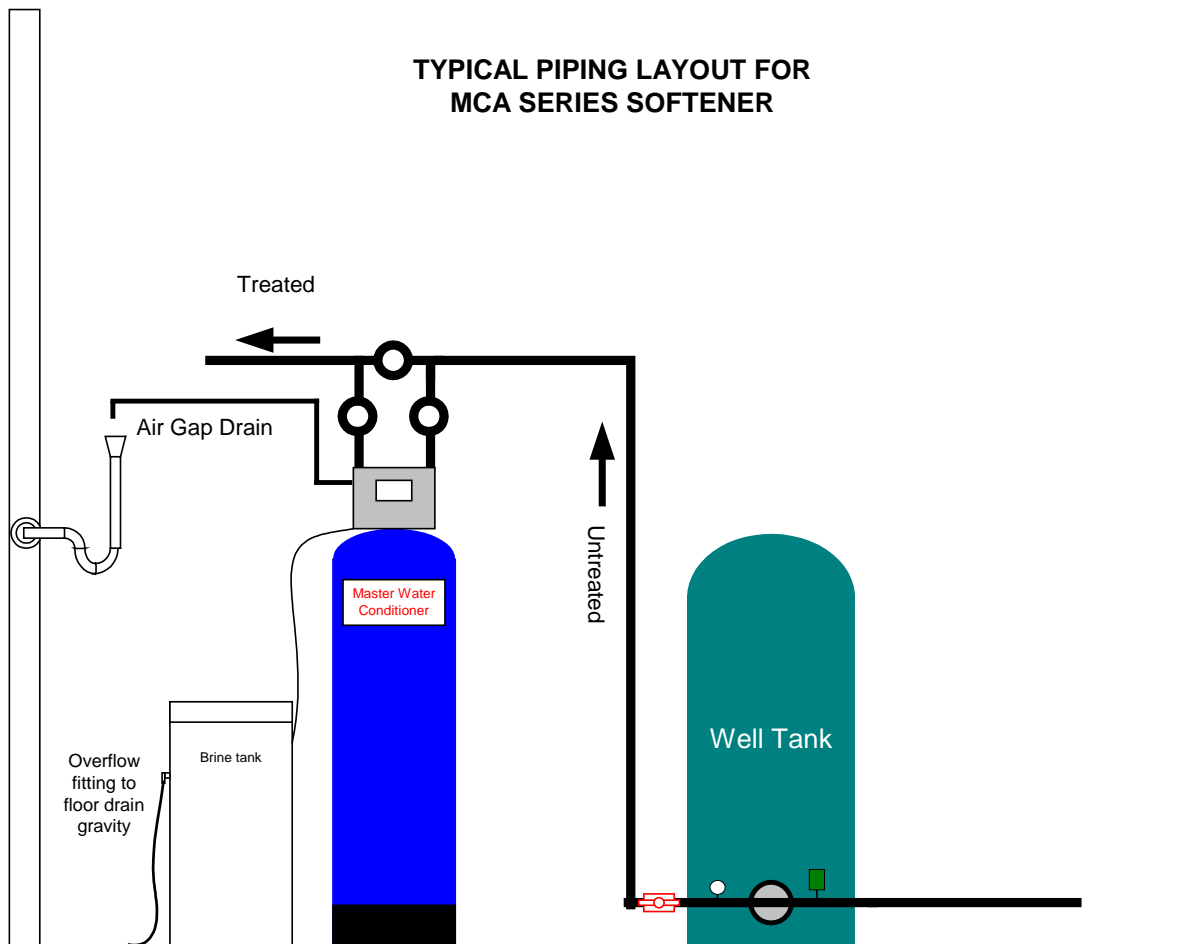 TYPICAL PIPING LAYOUT FOR
MCA SERIES SOFTENER
Treated
Air Gap Drain
Untreated
Master Water
Conditioner
Well Tank
Brine tank
Overflow
fitting to
floor drain
gravity